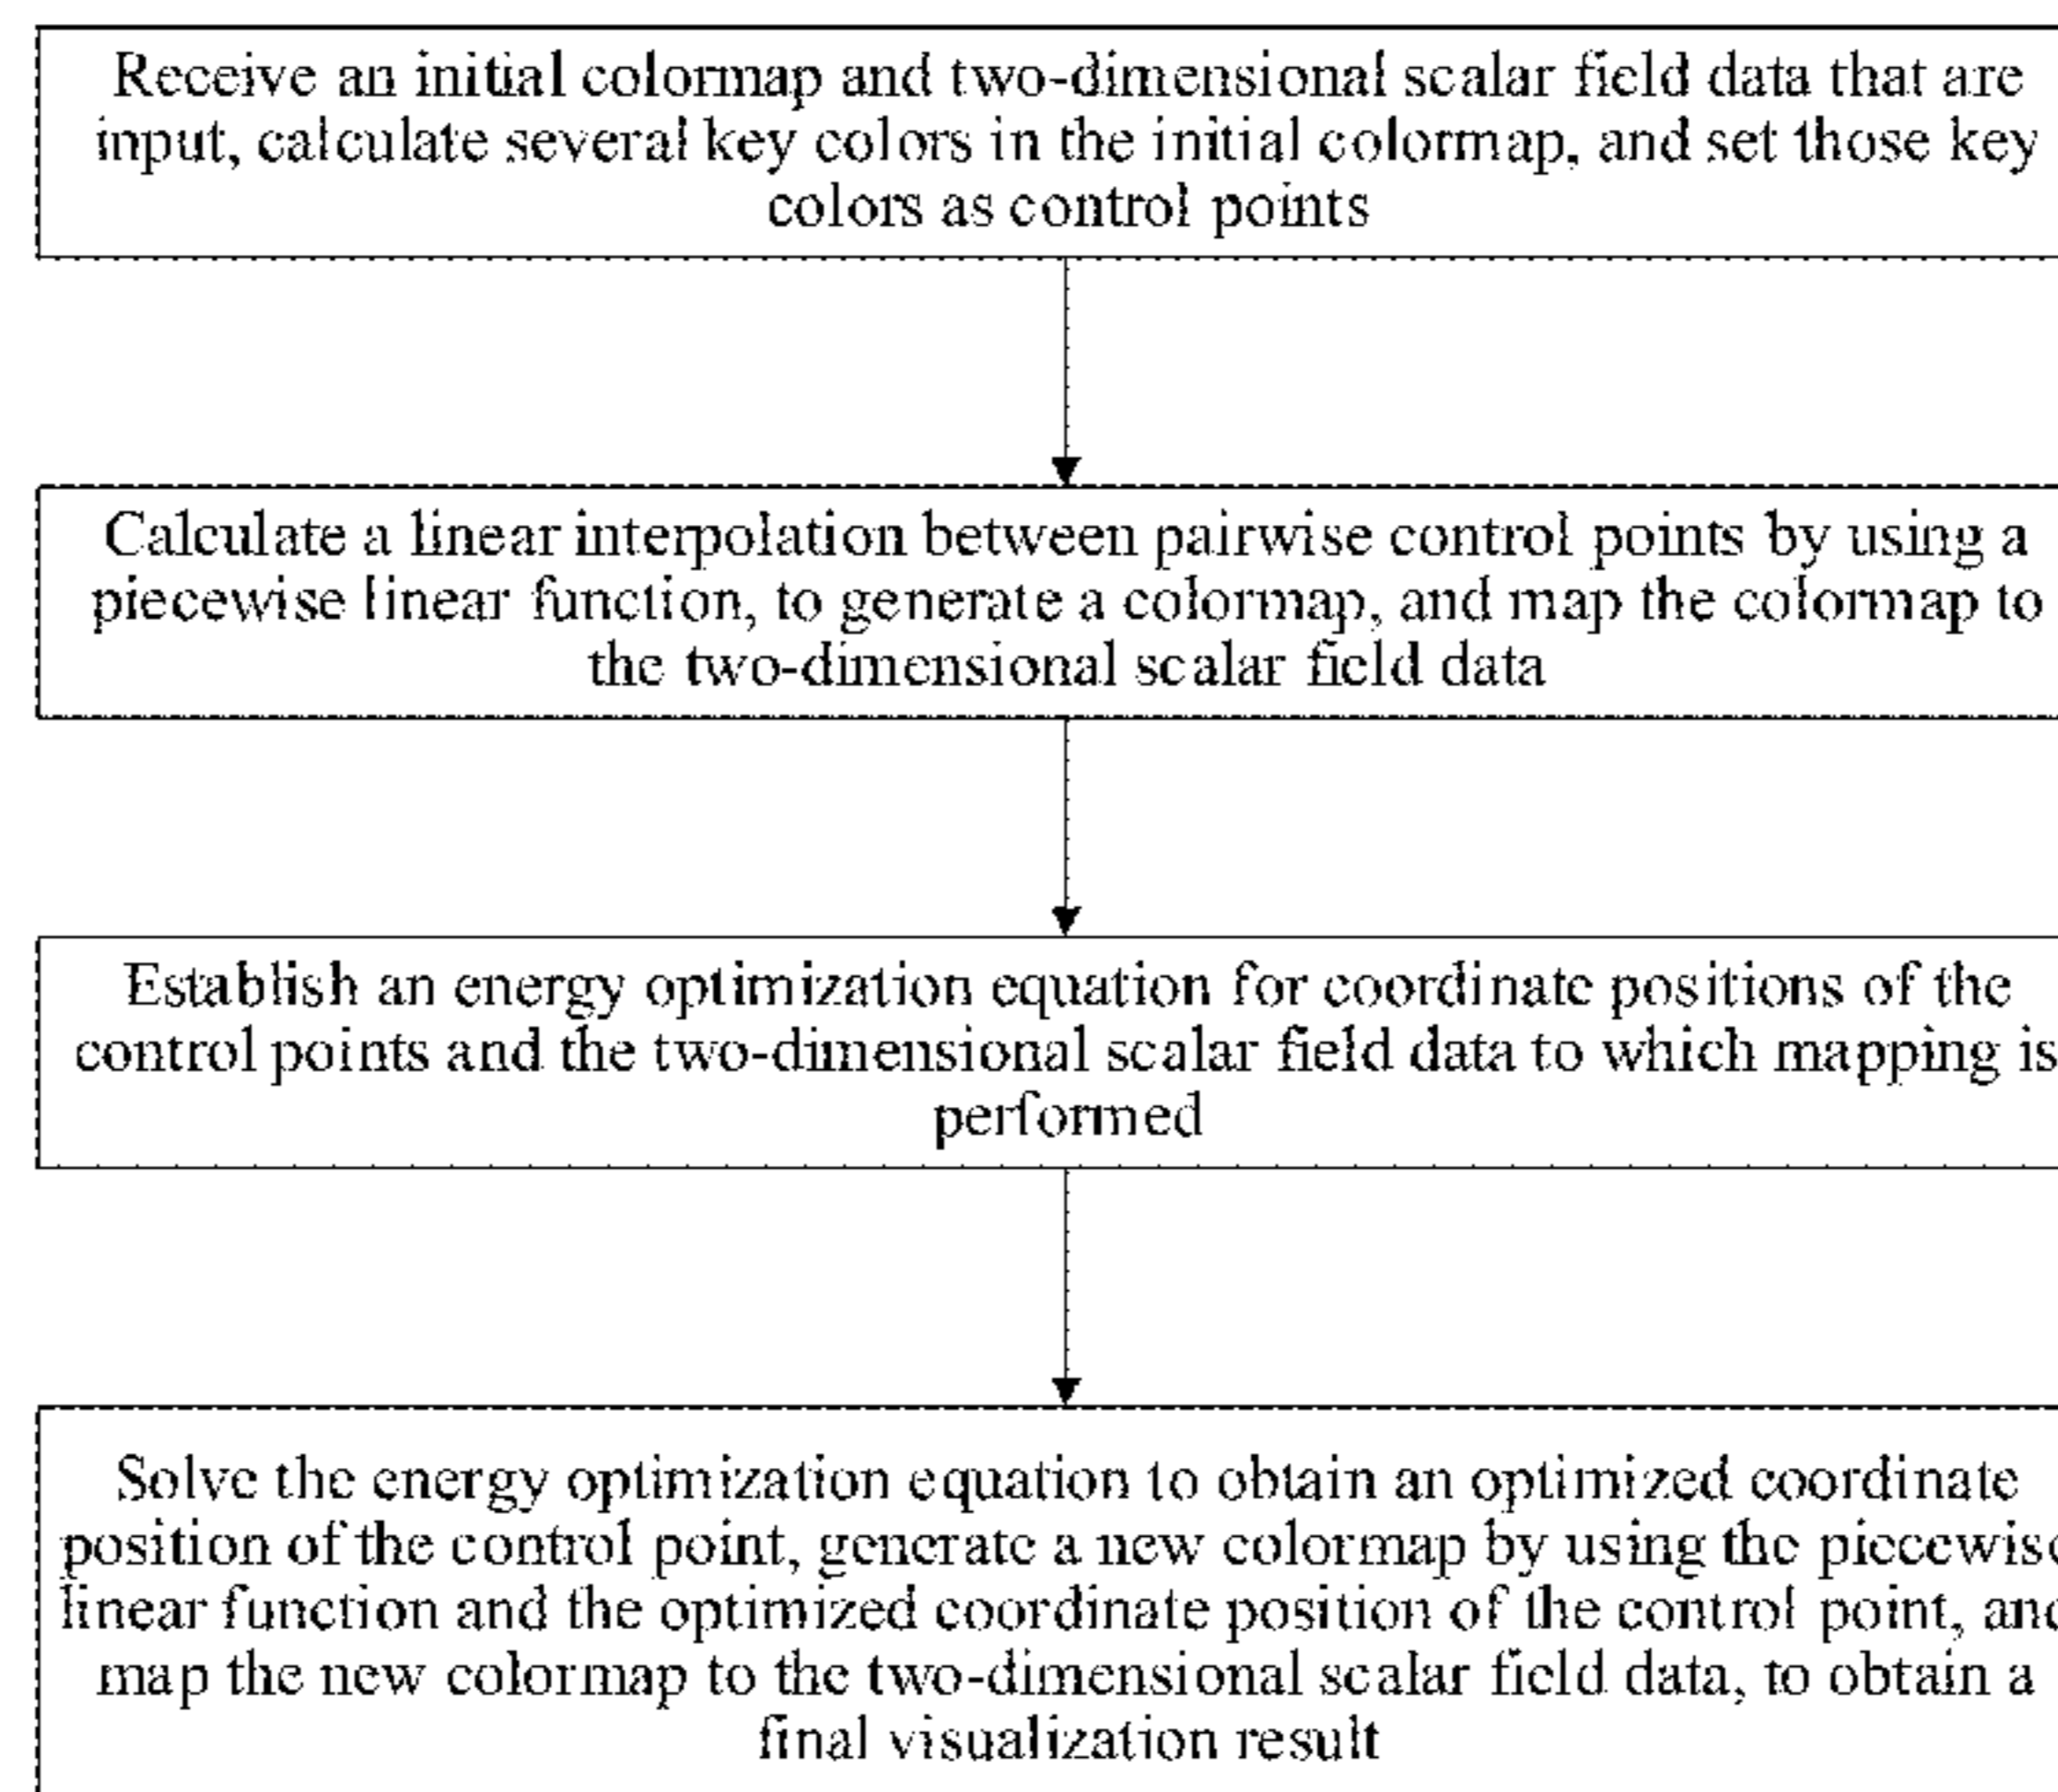 Receive an initial colormap and two-dimensional scalar field data that are
input, calculate several key colors in the initial colormap, and set those key
colors as control points
Calculate a linear interpolation between pairwise control points by using a
piecewise linear function, to generate a colormap, and map the colormap to
the two-dimensional scalar field data
Establish an energy optimization equation for coordinate positions of the
control points and the two-dimensional scalar field data to which mapping is
performed
Solve the energy optimization equation to obtain an optimized coordinate
position of the control point, generate a new colormap by using the piecewise
linear function and the optimized coordinate position of the control point, and
map the new colormap to the two-dimensional scalar field data, to obtain a
final visualization result